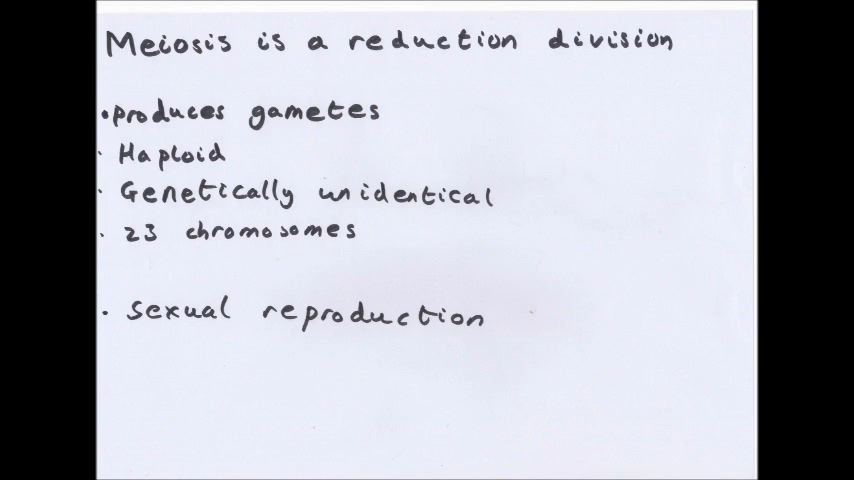 Meiosis is a reduction division
• produces gametes
• Haploid
• Genetically unidentical
• 23 chromosomes
• sexual reproduction